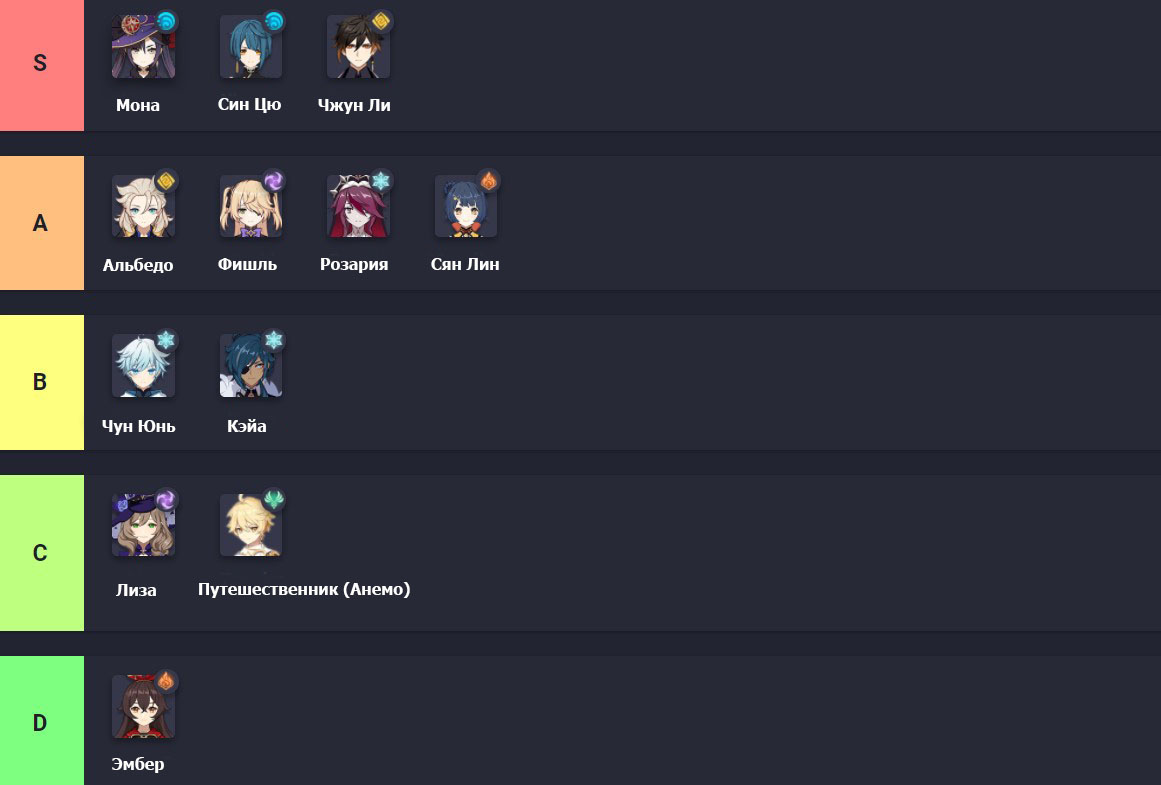 S
Мона
Син Цю
Чжун Ли
A
Альбедо
Фишль
Розария
Сян Лин
B
Чун Юнь
Кэйа
C
Лиза
Путешественник (Анемо)
D
Эмбер